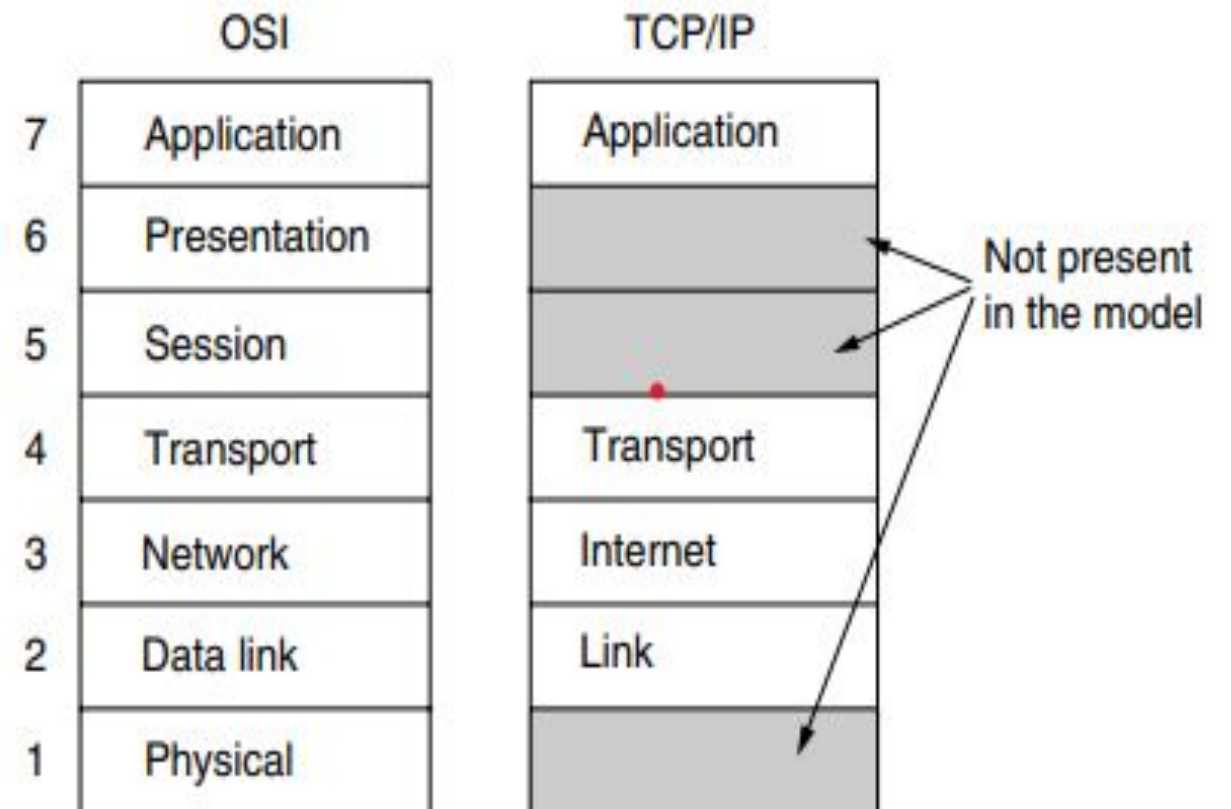 OSI TCP/IP
7 Application Application
6 Presentation
Not present
in the model
5 Session
4 Transport Transport
3 Network Internet
2 Data link Link
1 Physical